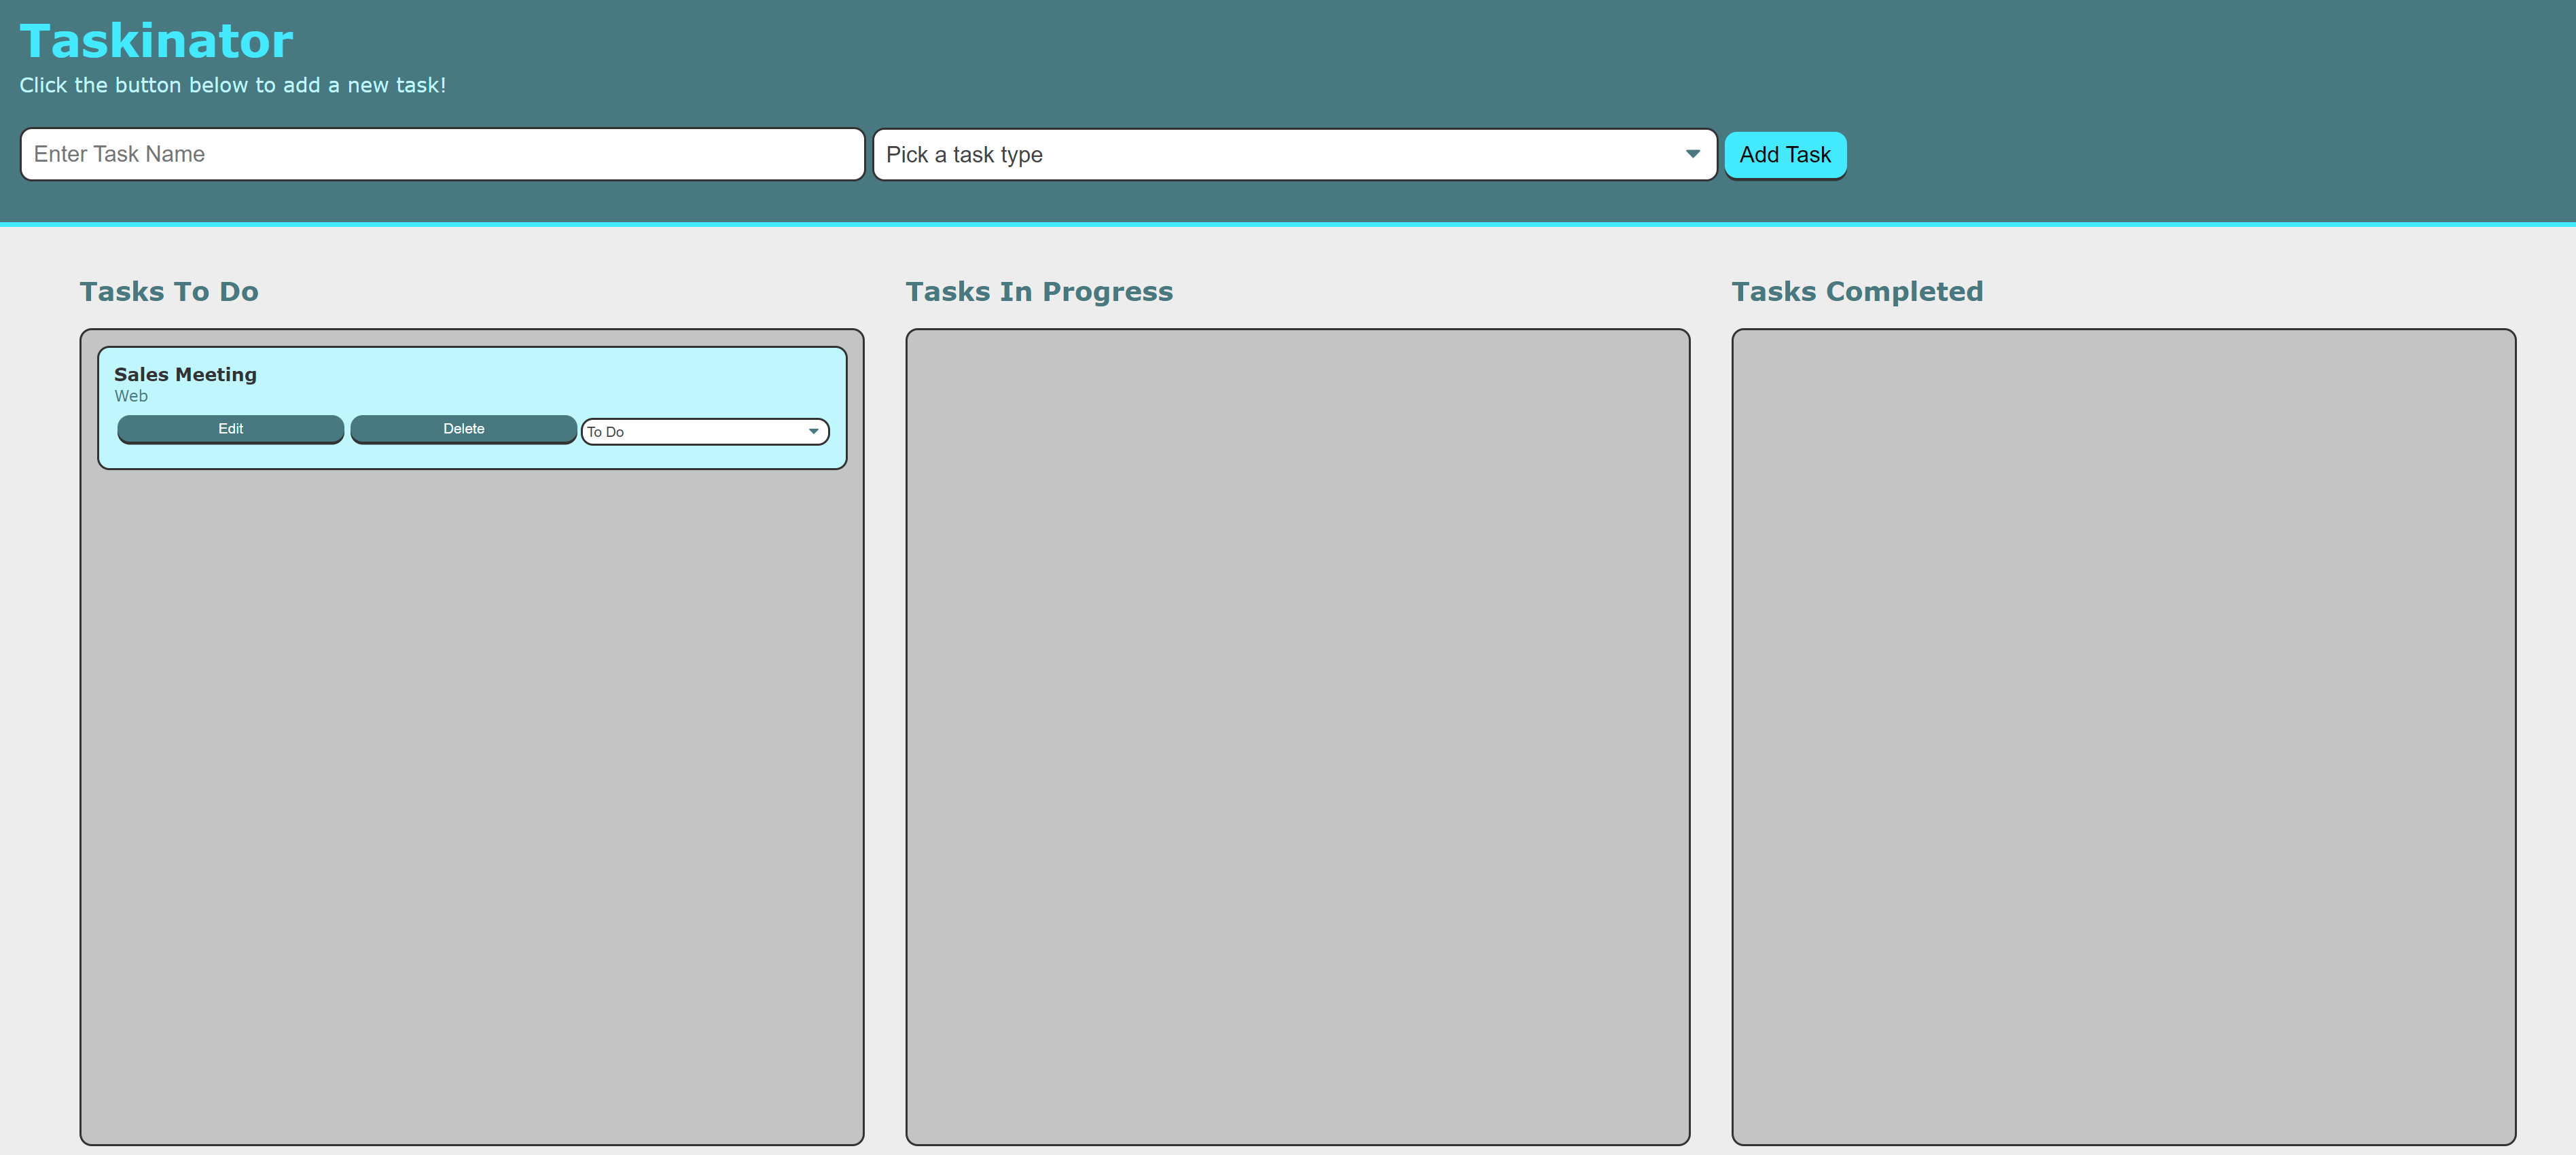 Taskinator
Click the button below to add a new task!
Enter Task Name
Pick a task type
Add Task
Tasks To Do
Tasks In Progress
Tasks Completed
Sales Meeting
Web
Edit
Delete
To Do